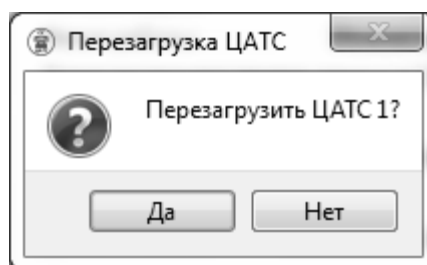 Перезагрузка ЦАТС
Перезагрузить ЦАТС 1?
Да
Нет